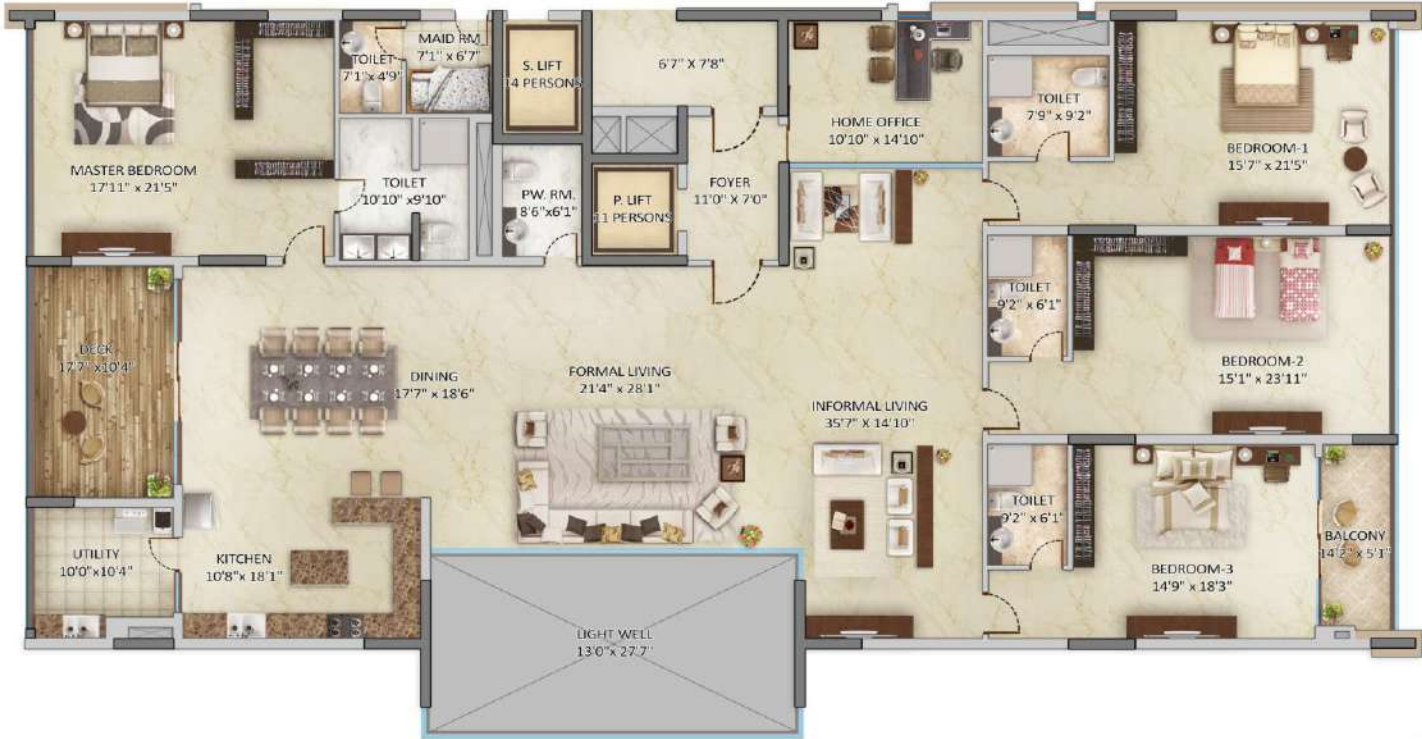 MAID RM
7'1" x 6'7"
TOILET
7'1"x 4'9"
S. LIFT
14 PERSONS
6'7" X 7'8"
HOME OFFICE
10'10" x 14'10"
TOILET
7'9" x 9'2"
BEDROOM-1
15'7" x 21'5"
MASTER BEDROOM
17'11" x 21'5"
TOILET
10'10" x9'10"
PW. RM.
8'6"x6'1"
P. LIFT
11 PERSONS
FOYER
11'0" X 7'0"
TOILET
9'2" x 6'1"
BEDROOM-2
15'1" x 23'11"
DECK
17'7" x10'4"
DINING
17'7" x 18'6"
FORMAL LIVING
21'4" x 28'1"
INFORMAL LIVING
35'7" X 14'10"
TOILET
9'2" x 6'1"
BALCONY
14'2" x 5'1"
BEDROOM-3
14'9" x 18'3"
UTILITY
10'0"x10'4"
KITCHEN
10'8"x 18'1"
LIGHT WELL
13'0"x 27'7"